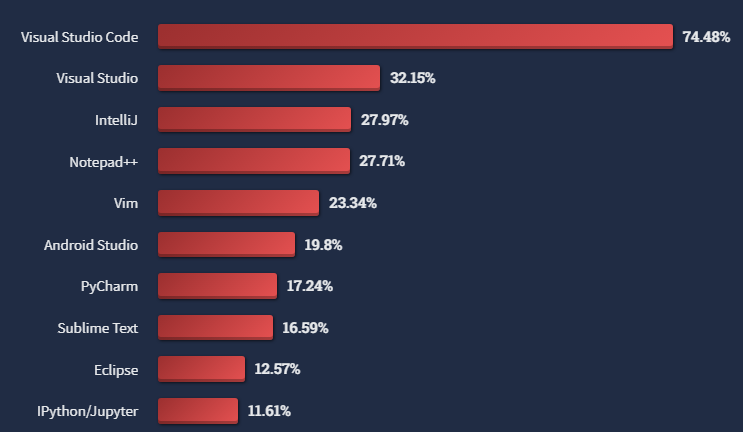 Visual Studio Code 74.48%
Visual Studio 32.15%
IntelliJ 27.97%
Notepad++ 27.71%
Vim 23.34%
Android Studio 19.8%
PyCharm 17.24%
Sublime Text 16.59%
Eclipse 12.57%
IPython/Jupyter 11.61%